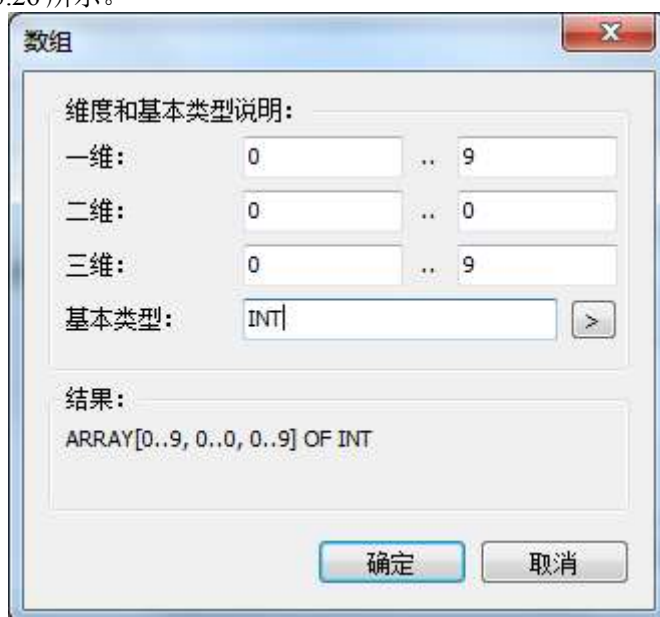 所示。
数组
维度和基本类型说明:
一维: 0 .. 9
二维: 0 .. 0
三维: 0 .. 9
基本类型: INT >
结果:
ARRAY[0..9, 0..0, 0..9] OF INT
确定 取消